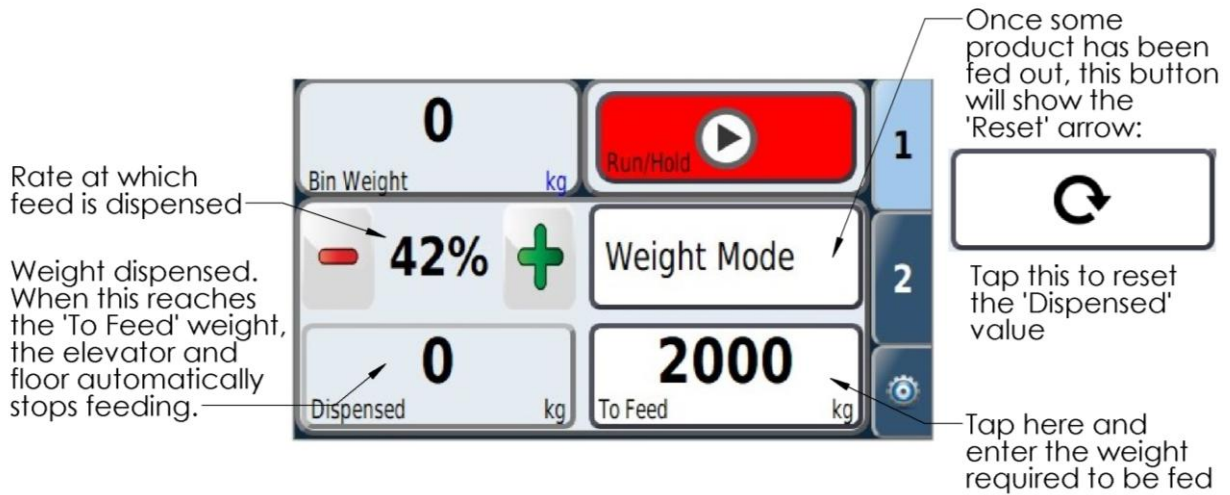 Once some
product has been
fed out, this button
will show the
'Reset' arrow:
0
Bin Weight kg
Run/Hold
1
Rate at which
feed is dispensed
42%
Weight Mode
2
Tap this to reset
the 'Dispensed'
value
Weight dispensed.
When this reaches
the 'To Feed' weight,
the elevator and
floor automatically
stops feeding.
0
Dispensed kg
2000
To Feed kg
Tap here and
enter the weight
required to be fed